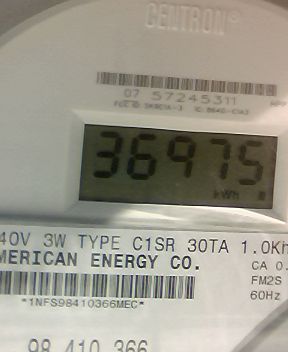 CENTRON®
07 57245311
36975
kWh
40V 3W TYPE C1SR 30TA 1.0Kh
MERICAN ENERGY CO.
CA 0.
FM2S
60Hz
*1NFS98410366MEC*
98 410 366